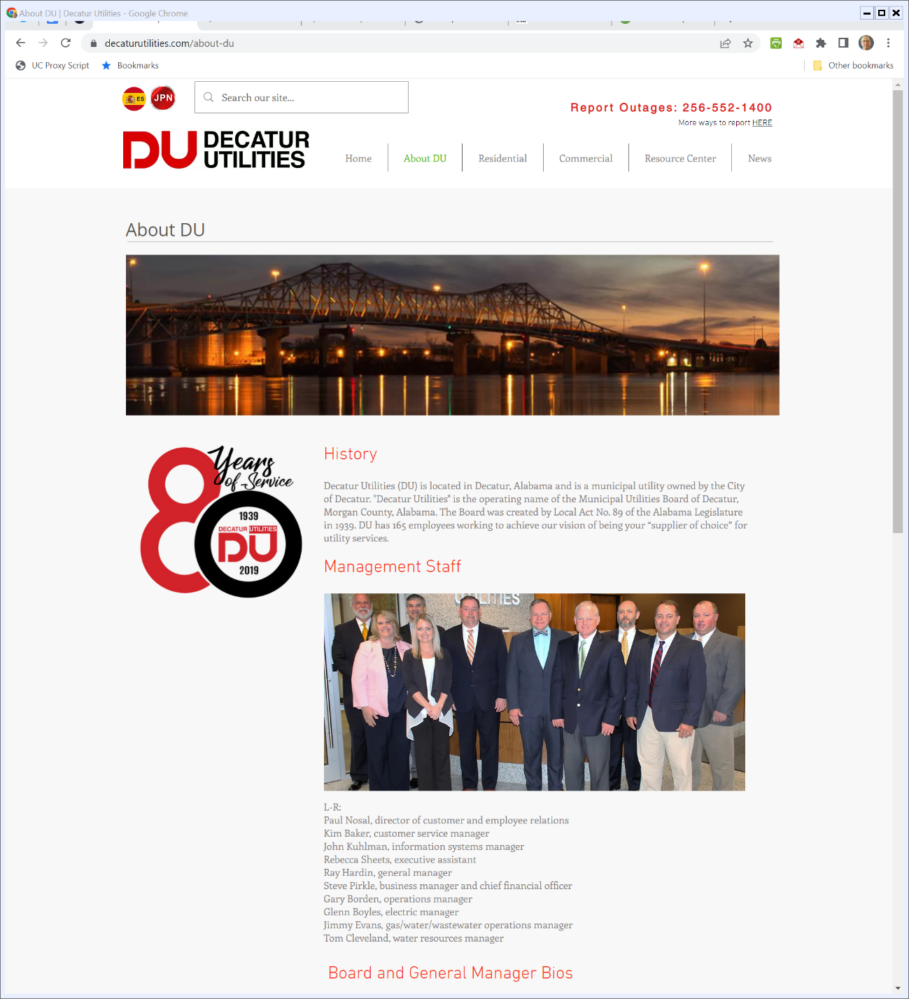 About DU | Decatur Utilities - Google Chrome
decaturutilities.com/about-du
UC Proxy Script
Bookmarks
Other bookmarks
ES
JPN
Search our site...
Report Outages: 256-552-1400
More ways to report HERE
DU DECATUR
UTILITIES
Home
About DU
Residential
Commercial
Resource Center
News
About DU
80 Years
of Service
1939
DECATUR UTILITIES
DU
2019
History
Decatur Utilities (DU) is located in Decatur, Alabama and is a municipal utility owned by the City
of Decatur. "Decatur Utilities" is the operating name of the Municipal Utilities Board of Decatur,
Morgan County, Alabama. The Board was created by Local Act No. 89 of the Alabama Legislature
in 1939. DU has 165 employees working to achieve our vision of being your “supplier of choice” for
utility services.
Management Staff
UTILITIES
L-R:
Paul Nosal, director of customer and employee relations
Kim Baker, customer service manager
John Kuhlman, information systems manager
Rebecca Sheets, executive assistant
Ray Hardin, general manager
Steve Pirkle, business manager and chief financial officer
Gary Borden, operations manager
Glenn Boyles, electric manager
Jimmy Evans, gas/water/wastewater operations manager
Tom Cleveland, water resources manager
Board and General Manager Bios